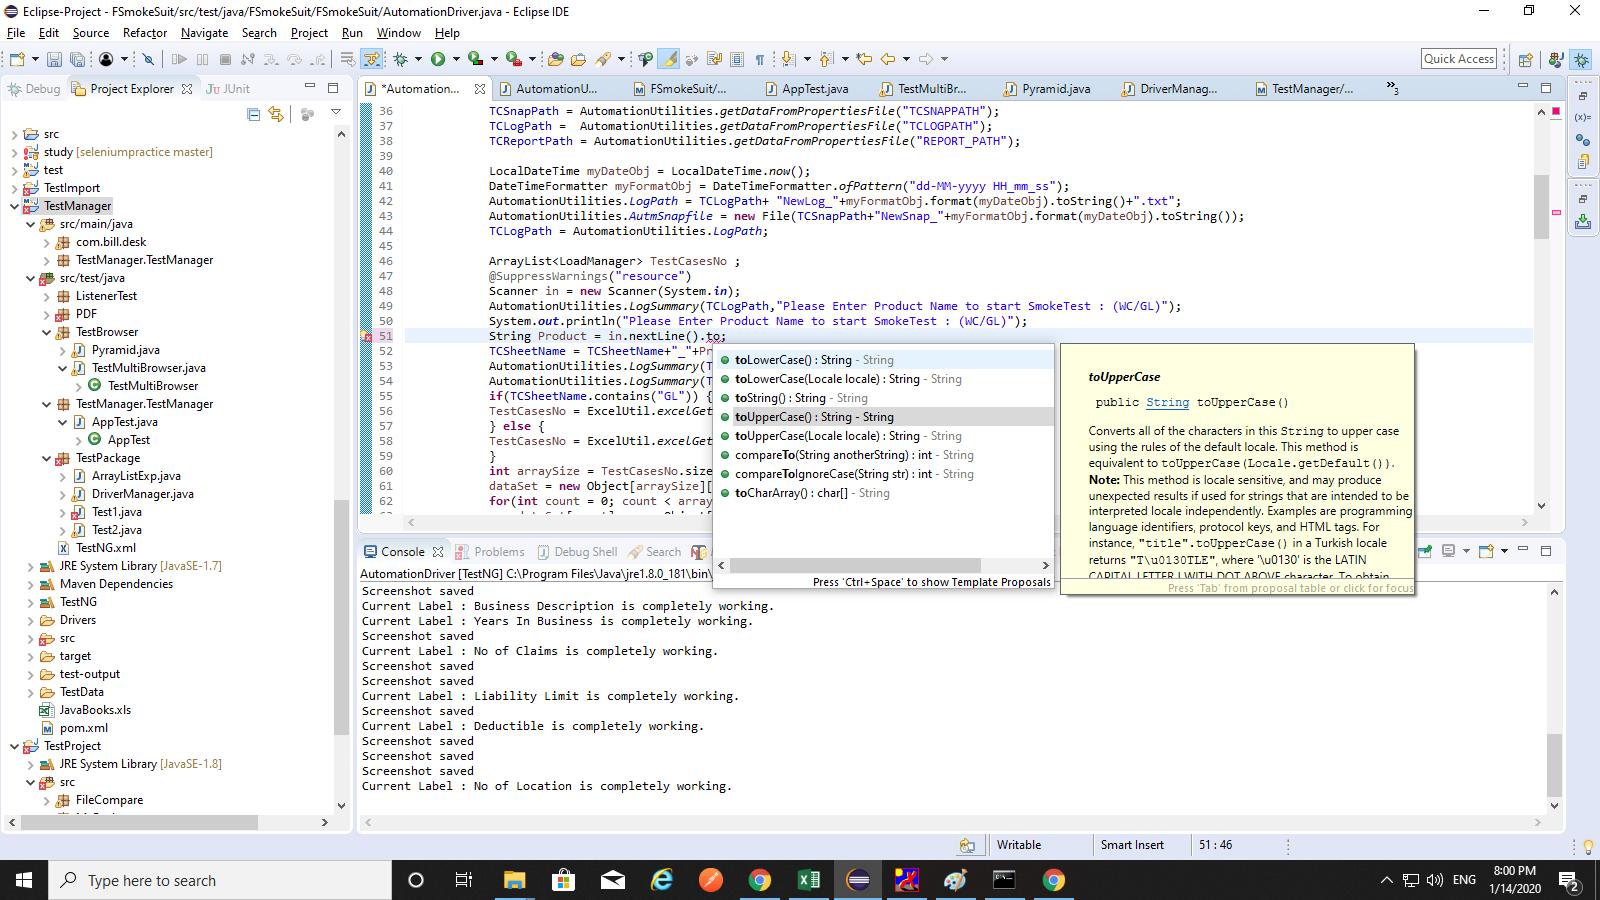 Eclipse-Project - FSmokeSuit/src/test/java/FSmokeSuit/FSmokeSuit/AutomationDriver.java - Eclipse IDE
File Edit Source Refactor Navigate Search Project Run Window Help
Quick Access
Debug Project Explorer JUnit
*Automation... AutomationU... FSmokeSuit/... AppTest.java TestMultiBr... Pyramid.java DriverManag... TestManager/... »3
src
study [seleniumpractice master]
test
TestImport
TestManager
src/main/java
com.bill.desk
TestManager.TestManager
src/test/java
ListenerTest
PDF
TestBrowser
Pyramid.java
TestMultiBrowser.java
TestMultiBrowser
TestManager.TestManager
AppTest.java
AppTest
TestPackage
ArrayListExp.java
DriverManager.java
Test1.java
Test2.java
TestNG.xml
JRE System Library [JavaSE-1.7]
Maven Dependencies
TestNG
Drivers
src
target
test-output
TestData
JavaBooks.xls
pom.xml
TestProject
JRE System Library [JavaSE-1.8]
src
FileCompare
36 TCSnapPath = AutomationUtilities.getDataFromPropertiesFile("TCSNAPPATH");
37 TCLogPath =  AutomationUtilities.getDataFromPropertiesFile("TCLOGPATH");
38 TCReportPath = AutomationUtilities.getDataFromPropertiesFile("REPORT_PATH");
39
40 LocalDateTime myDateObj = LocalDateTime.now();
41 DateTimeFormatter myFormatObj = DateTimeFormatter.ofPattern("dd-MM-yyyy HH_mm_ss");
42 AutomationUtilities.LogPath = TCLogPath+ "NewLog_"+myFormatObj.format(myDateObj).toString()+".txt";
43 AutomationUtilities.AutmSnapfile = new File(TCSnapPath+"NewSnap_"+myFormatObj.format(myDateObj).toString());
44 TCLogPath = AutomationUtilities.LogPath;
45
46 ArrayList<LoadManager> TestCasesNo ;
47 @SuppressWarnings("resource")
48 Scanner in = new Scanner(System.in);
49 AutomationUtilities.LogSummary(TCLogPath,"Please Enter Product Name to start SmokeTest : (WC/GL)");
50 System.out.println("Please Enter Product Name to start SmokeTest : (WC/GL)");
51 String Product = in.nextLine().to;
52 TCSheetName = TCSheetName+"_"+Pr
53 AutomationUtilities.LogSummary(T
54 AutomationUtilities.LogSummary(T
55 if(TCSheetName.contains("GL")) {
56 TestCasesNo = ExcelUtil.excelGet
57 } else {
58 TestCasesNo = ExcelUtil.excelGet
59 }
60 int arraySize = TestCasesNo.size
61 dataSet = new Object[arraySize][
62 for(int count = 0; count < array
toLowerCase() : String - String
toLowerCase(Locale locale) : String - String
toString() : String - String
toUpperCase() : String - String
toUpperCase(Locale locale) : String - String
compareTo(String anotherString) : int - String
compareToIgnoreCase(String str) : int - String
toCharArray() : char[] - String
Press 'Ctrl+Space' to show Template Proposals
toUpperCase
public String toUpperCase()
Converts all of the characters in this String to upper case
using the rules of the default locale. This method is
equivalent to toUpperCase(Locale.getDefault()).
Note: This method is locale sensitive, and may produce
unexpected results if used for strings that are intended to be
interpreted locale independently. Examples are programming
language identifiers, protocol keys, and HTML tags. For
instance, "title".toUpperCase() in a Turkish locale
returns "T\u0130TLE", where '\u0130' is the LATIN
CAPITAL LETTER I WITH DOT ABOVE character. To obtain
Press 'Tab' from proposal table or click for focus
Console Problems Debug Shell Search
AutomationDriver [TestNG] C:\Program Files\Java\jre1.8.0_181\bin\
Screenshot saved
Current Label : Business Description is completely working.
Current Label : Years In Business is completely working.
Screenshot saved
Current Label : No of Claims is completely working.
Screenshot saved
Screenshot saved
Current Label : Liability Limit is completely working.
Screenshot saved
Current Label : Deductible is completely working.
Screenshot saved
Screenshot saved
Screenshot saved
Current Label : No of Location is completely working.
Writable Smart Insert 51 : 46
Type here to search
ENG
8:00 PM
1/14/2020
2